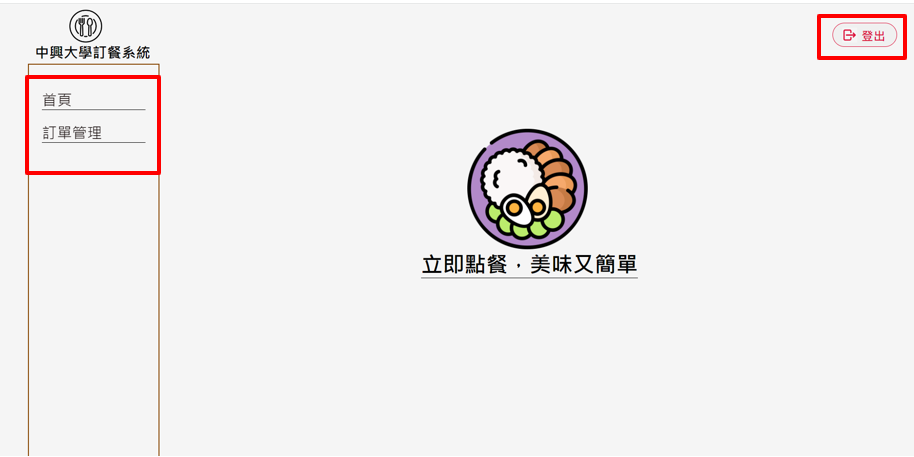 中興大學訂餐系統
登出
首頁
訂單管理
立即點餐，美味又簡單